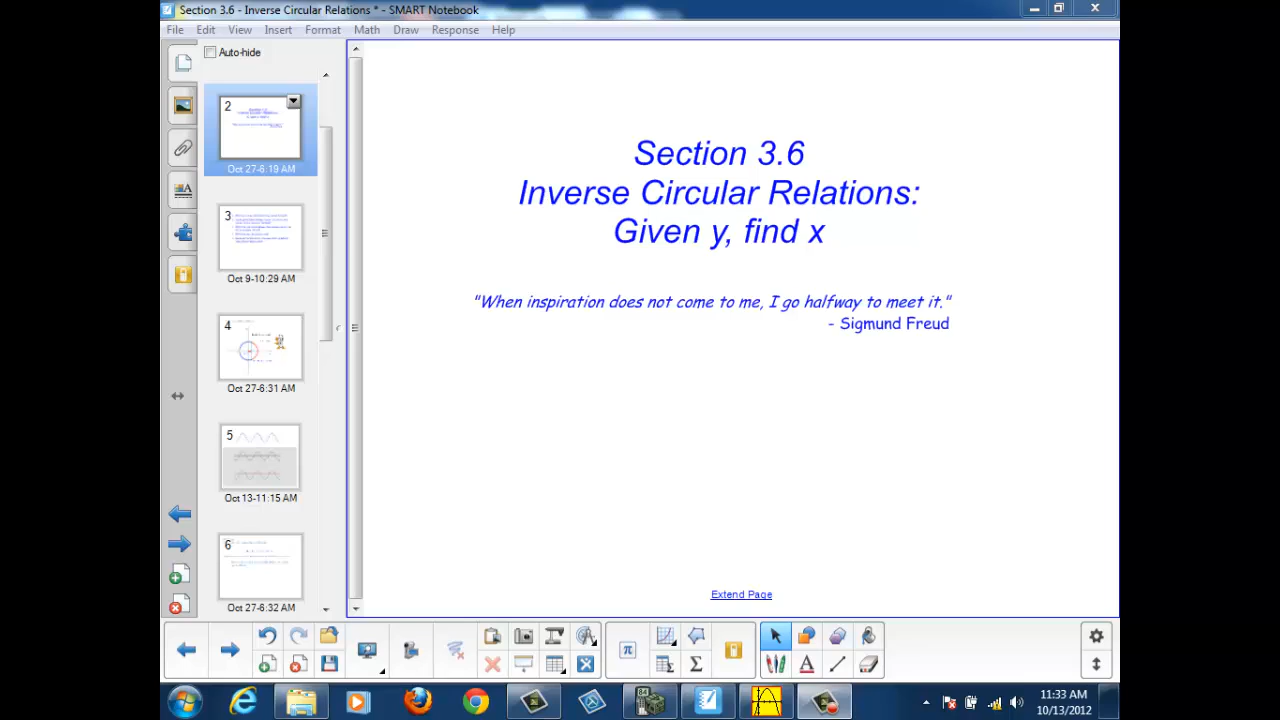 Section 3.6 - Inverse Circular Relations * - SMART Notebook
File Edit View Insert Format Math Draw Response Help
Auto-hide
2
Oct 27-6:19 AM
3
Oct 9-10:29 AM
4
Oct 27-6:31 AM
5
Oct 13-11:15 AM
6
Oct 27-6:32 AM
Section 3.6
Inverse Circular Relations:
Given y, find x
"When inspiration does not come to me, I go halfway to meet it."
- Sigmund Freud
Extend Page
11:33 AM
10/13/2012